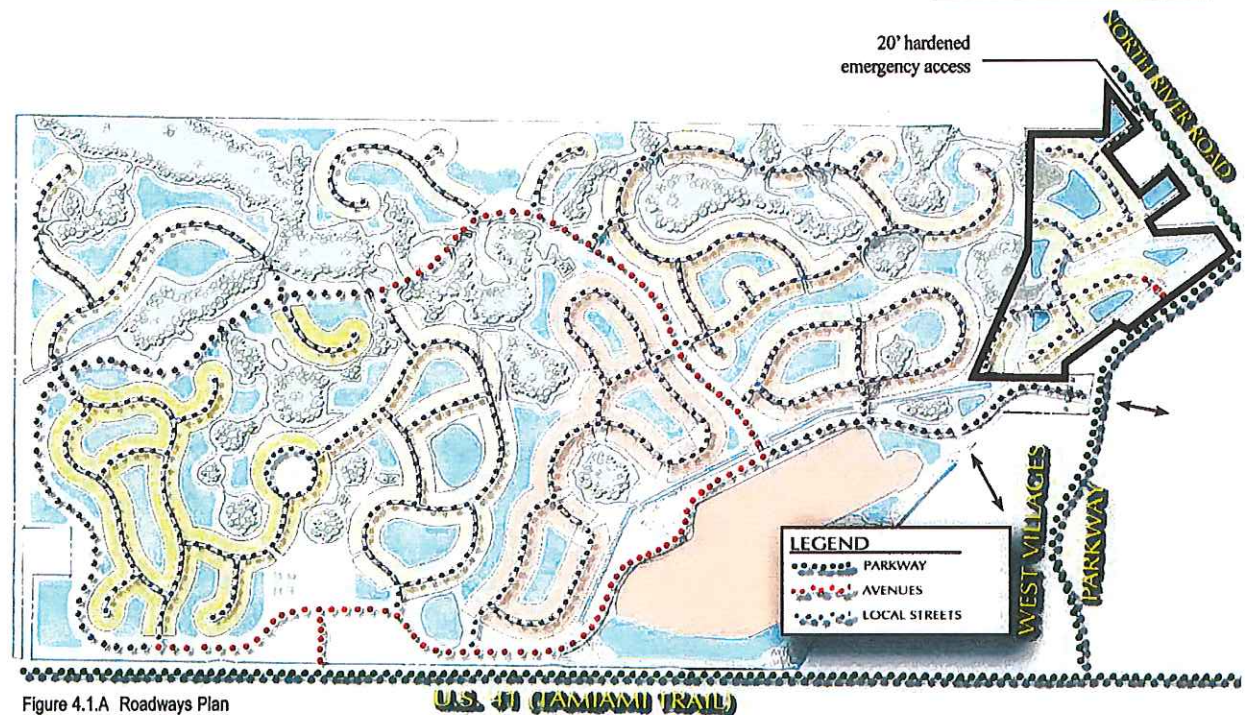 20' hardened
emergency access
NORTH RIVER ROAD
LEGEND
PARKWAY
AVENUES
LOCAL STREETS
WEST VILLAGES
PARKWAY
Figure 4.1.A Roadways Plan
U.S. 41 (TAMIAMI TRAIL)